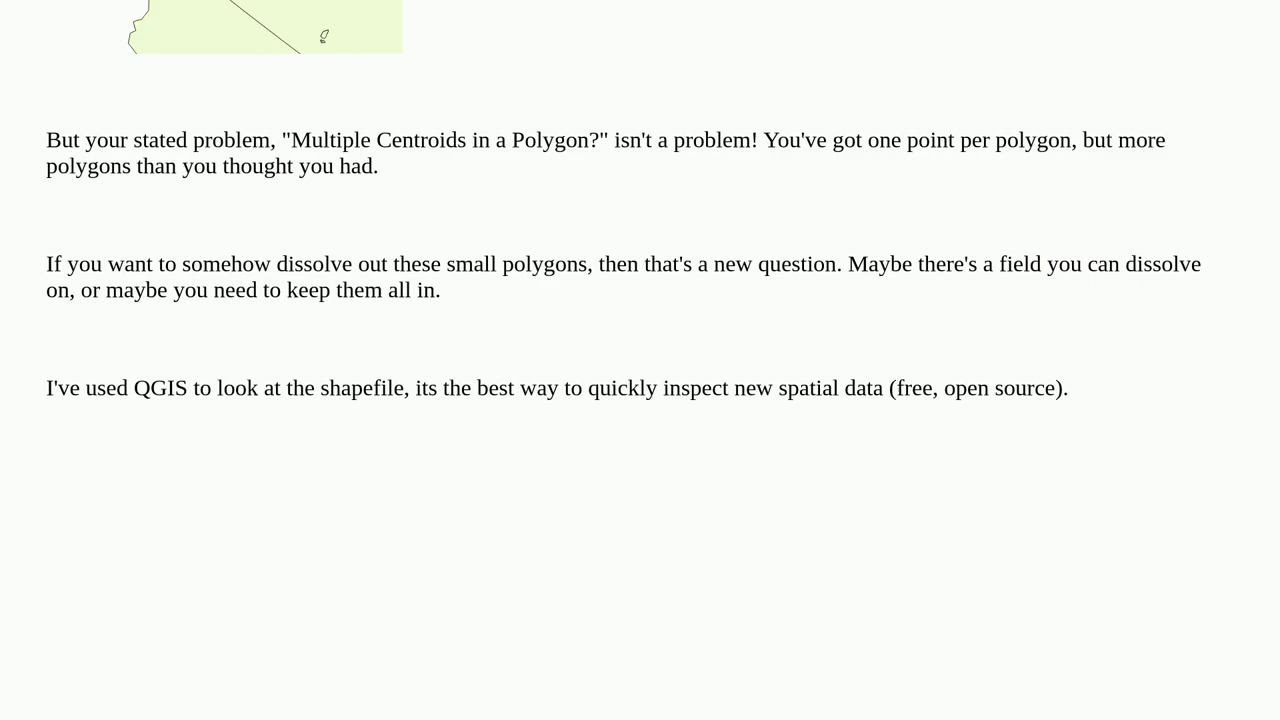 But your stated problem, "Multiple Centroids in a Polygon?" isn't a problem! You've got one point per polygon, but more
polygons than you thought you had.
If you want to somehow dissolve out these small polygons, then that's a new question. Maybe there's a field you can dissolve
on, or maybe you need to keep them all in.
I've used QGIS to look at the shapefile, its the best way to quickly inspect new spatial data (free, open source).